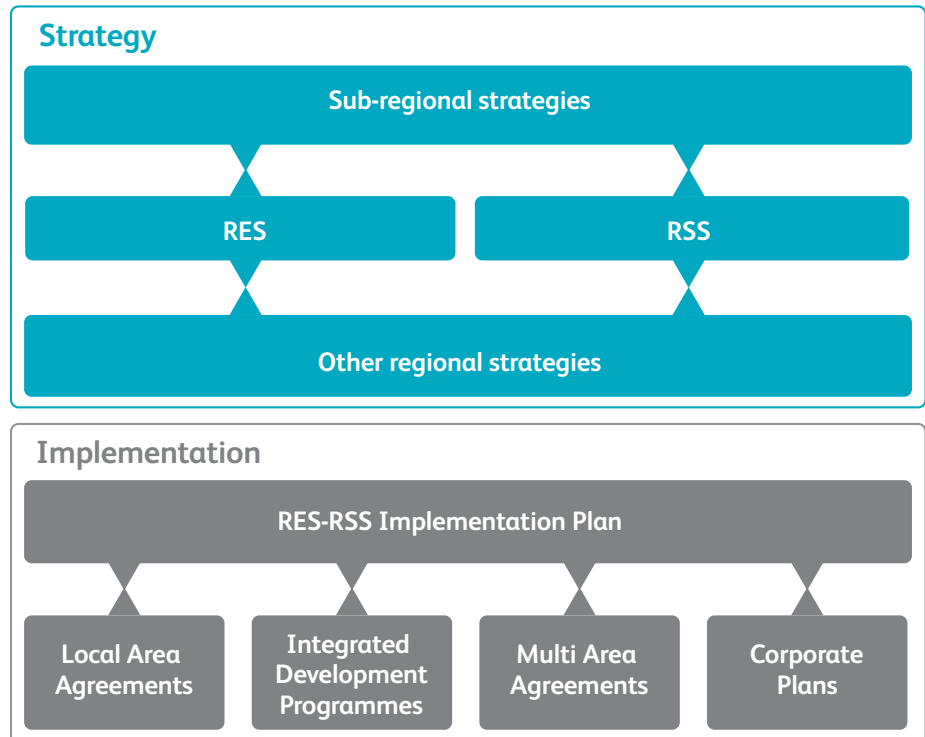 Strategy
Sub-regional strategies
RES
RSS
Other regional strategies
Implementation
RES-RSS Implementation Plan
Local Area
Agreements
Integrated
Development
Programmes
Multi Area
Agreements
Corporate
Plans